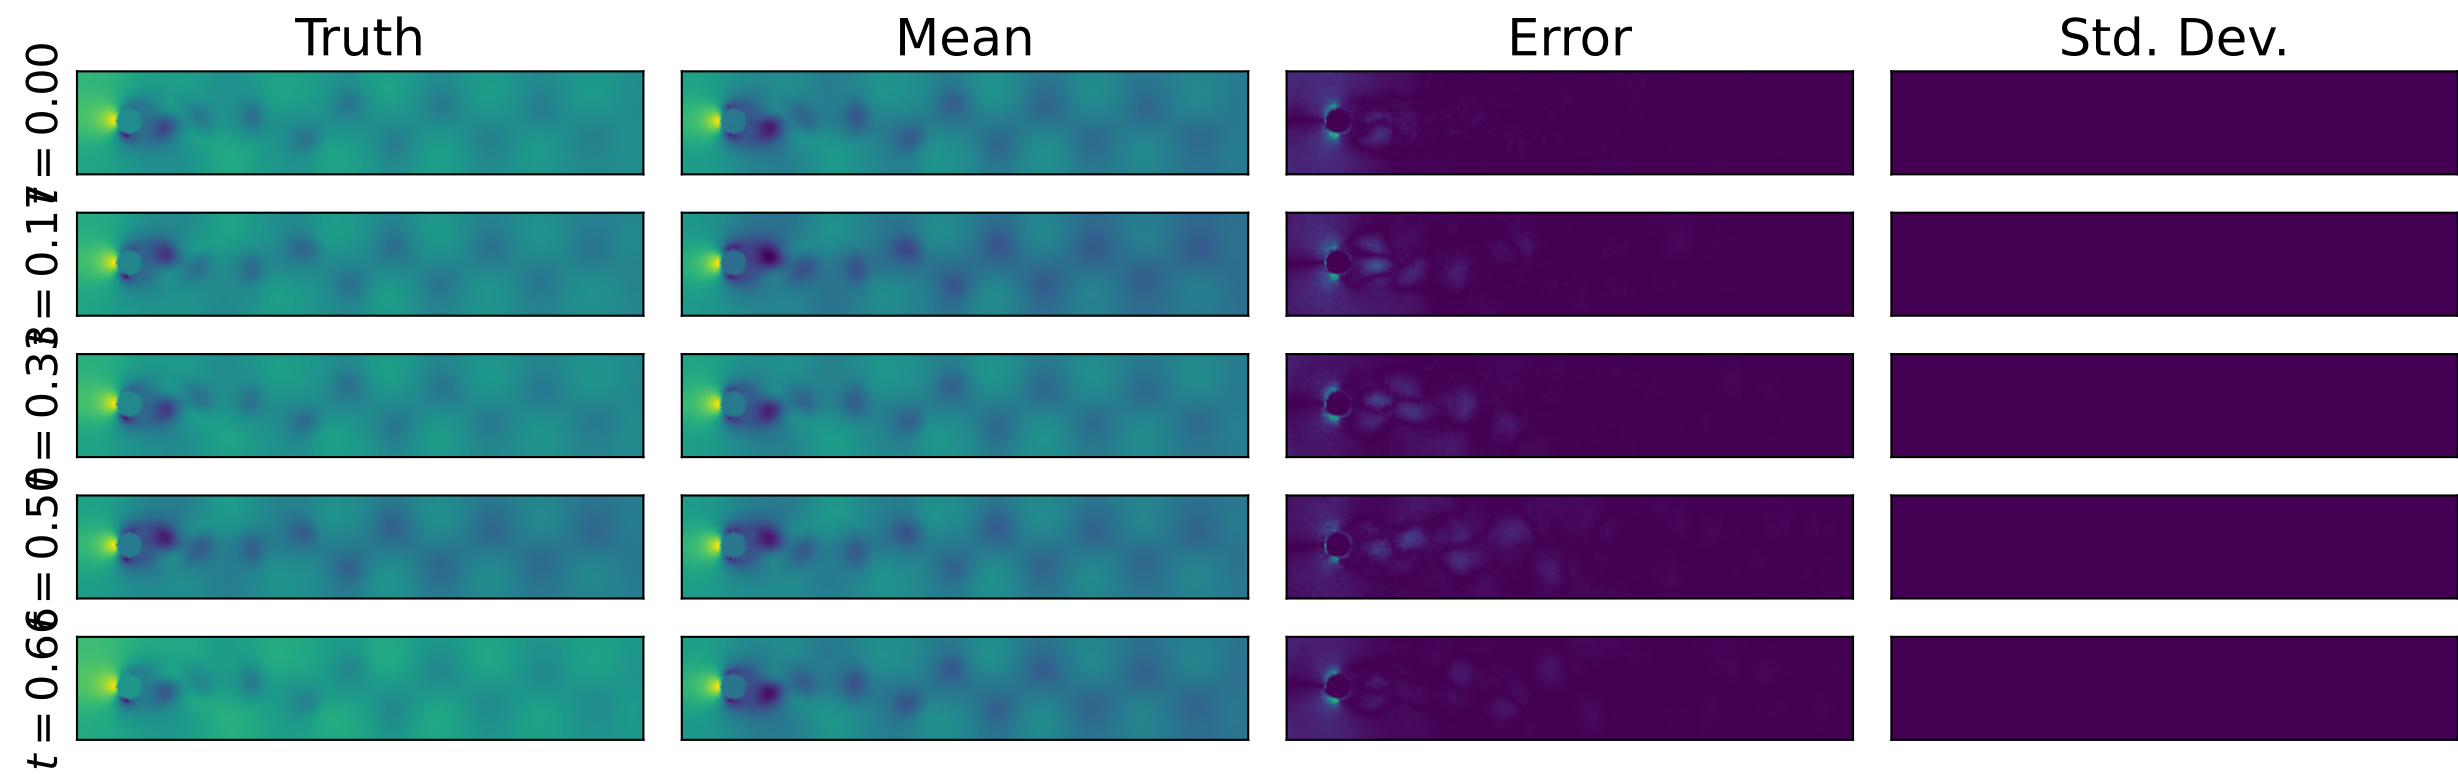 Truth Mean Error Std. Dev.
t = 0.00
t = 0.17
t = 0.33
t = 0.50
t = 0.66